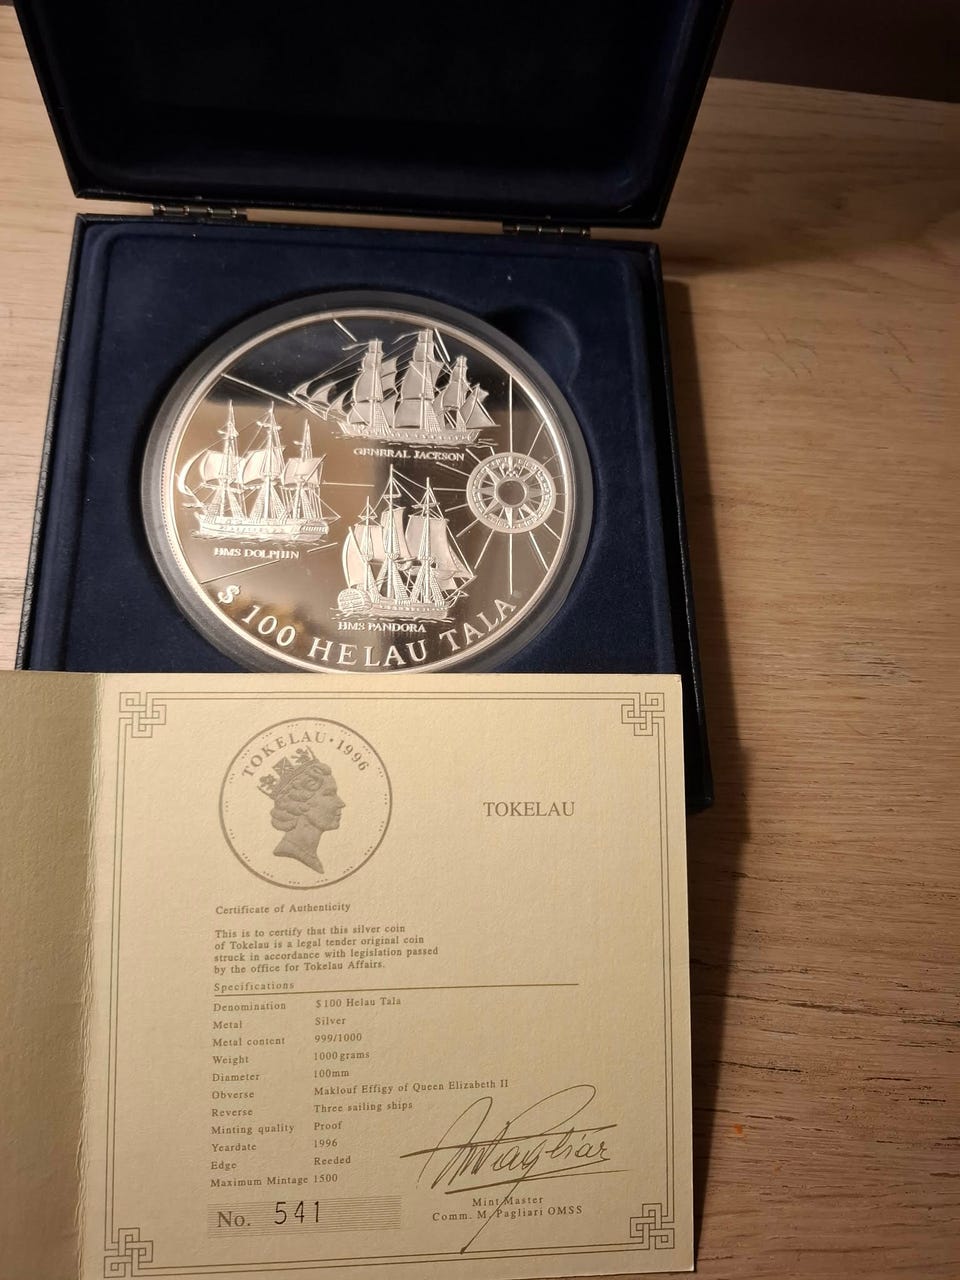 GENERAL JACKSON
HMS DOLPHIN
HMS PANDORA
$ 100 HELAU TALA
TOKELAU · 1996
TOKELAU
Certificate of Authenticity
This is to certify that this silver coin
of Tokelau is a legal tender original coin
struck in accordance with legislation passed
by the office for Tokelau Affairs.
Specifications
Denomination $100 Helau Tala
Metal Silver
Metal content 999/1000
Weight 1000 grams
Diameter 100mm
Obverse Maklouf Effigy of Queen Elizabeth II
Reverse Three sailing ships
Minting quality Proof
Yeardate 1996
Edge Reeded
Maximum Mintage 1500
No. 541
Mint Master
Comm. M. Pagliari OMSS